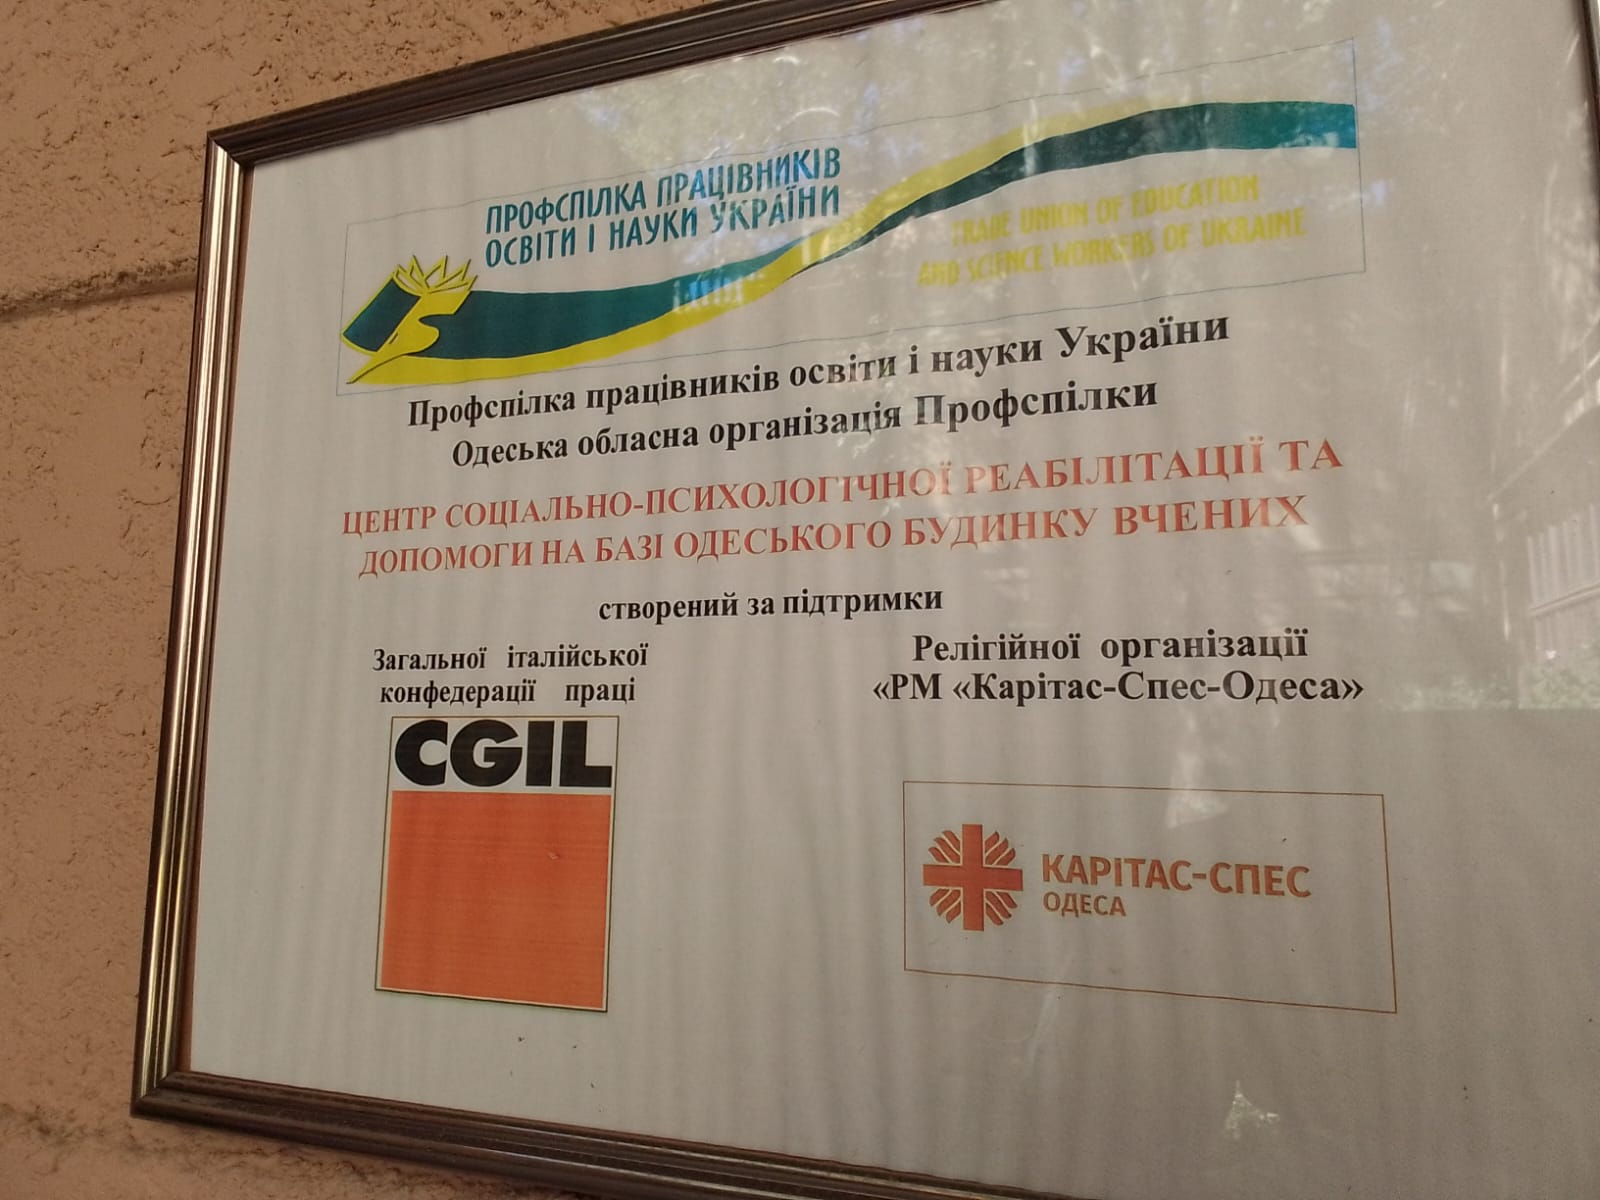 ПРОФСПІЛКА ПРАЦІВНИКІВ
ОСВІТИ І НАУКИ УКРАЇНИ
TRADE UNION OF EDUCATION
AND SCIENCE WORKERS OF UKRAINE
Профспілка працівників освіти і науки України
Одеська обласна організація Профспілки
ЦЕНТР СОЦІАЛЬНО-ПСИХОЛОГІЧНОЇ РЕАБІЛІТАЦІЇ ТА
ДОПОМОГИ НА БАЗІ ОДЕСЬКОГО БУДИНКУ ВЧЕНИХ
створений за підтримки
Загальної італійської
конфедерації праці
CGIL
Релігійної організації
«РМ «Карітас-Спес-Одеса»
КАРІТАС-СПЕС
ОДЕСА